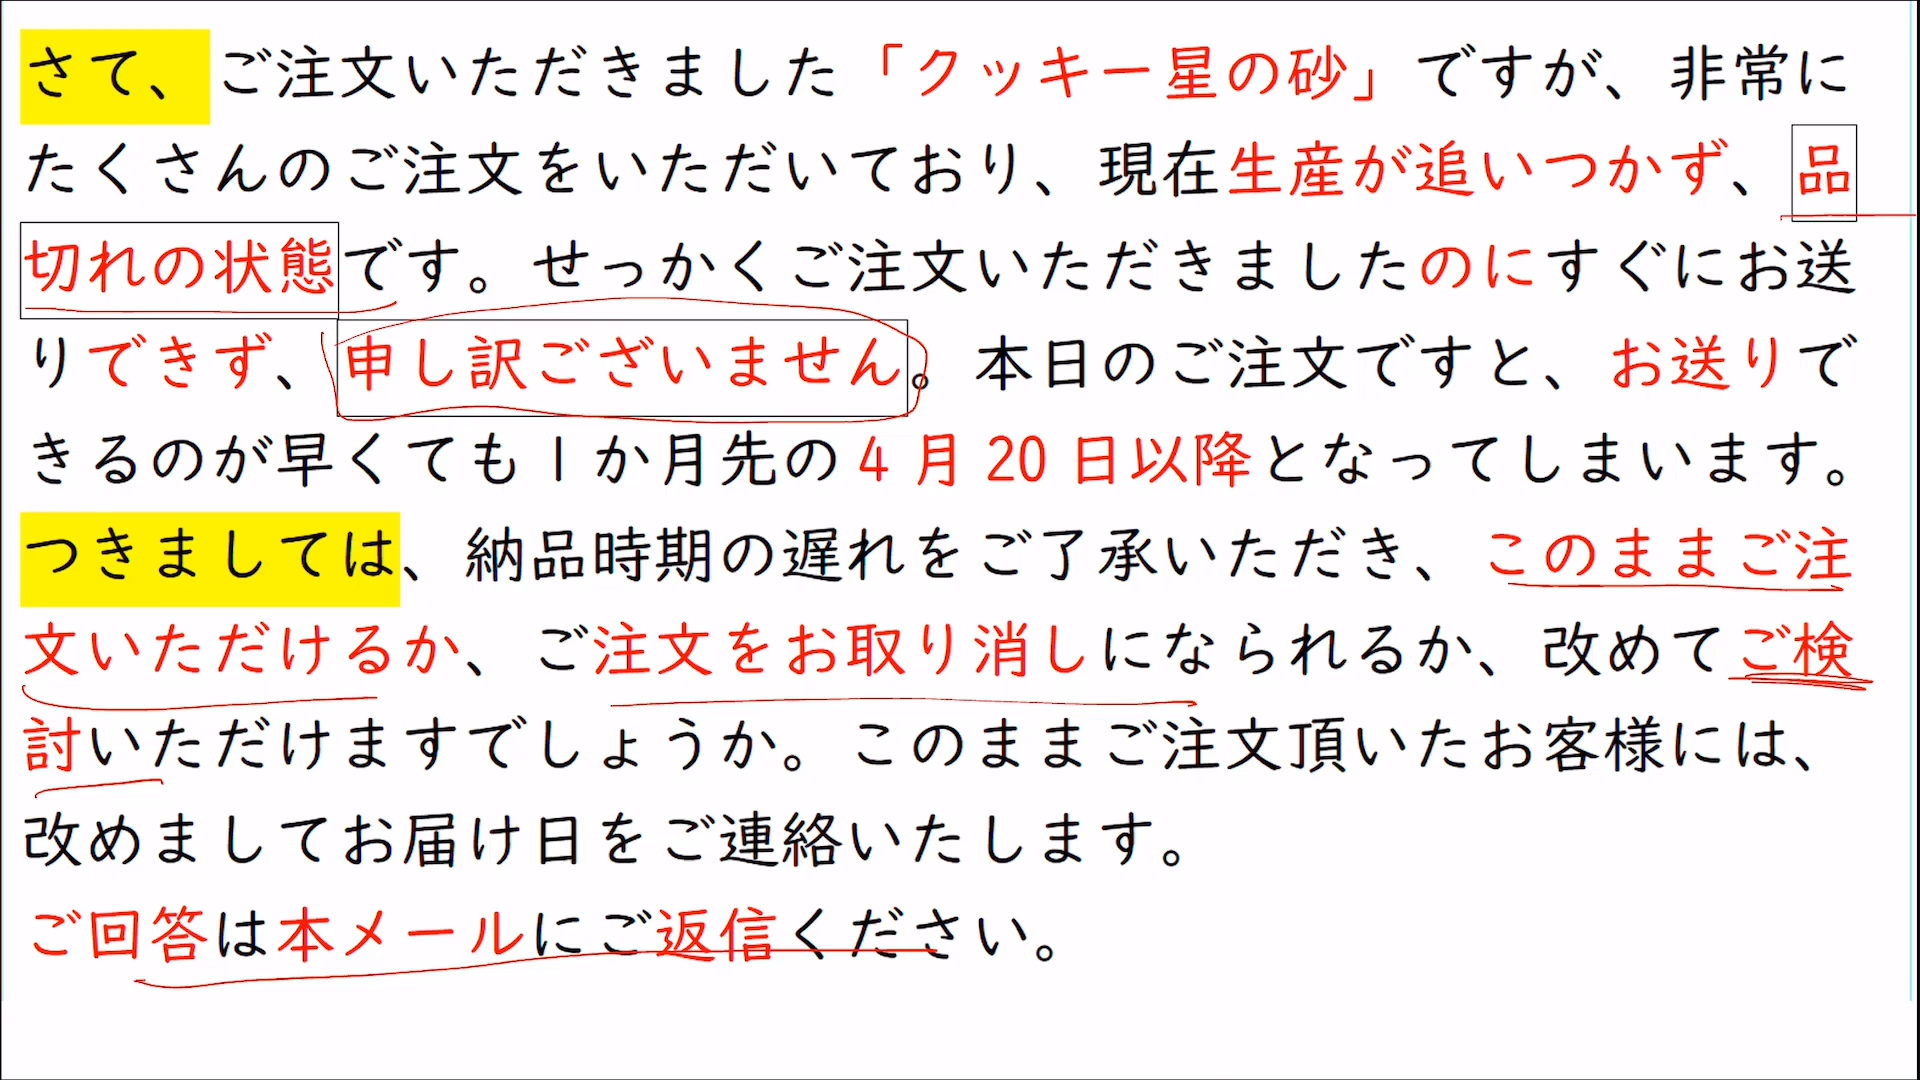 さて、ご注文いただきました「クッキー星の砂」ですが、非常に
たくさんのご注文をいただいており、現在生産が追いつかず、品
切れの状態です。せっかくご注文いただきましたのにすぐにお送
りできず、申し訳ございません。本日のご注文ですと、お送りで
きるのが早くても1か月先の4月20日以降となってしまいます。
つきましては、納品時期の遅れをご了承いただき、このままご注
文いただけるか、ご注文をお取り消しになられるか、改めてご検
討いただけますでしょうか。このままご注文頂いたお客様には、
改めましてお届け日をご連絡いたします。
ご回答は本メールにご返信ください。